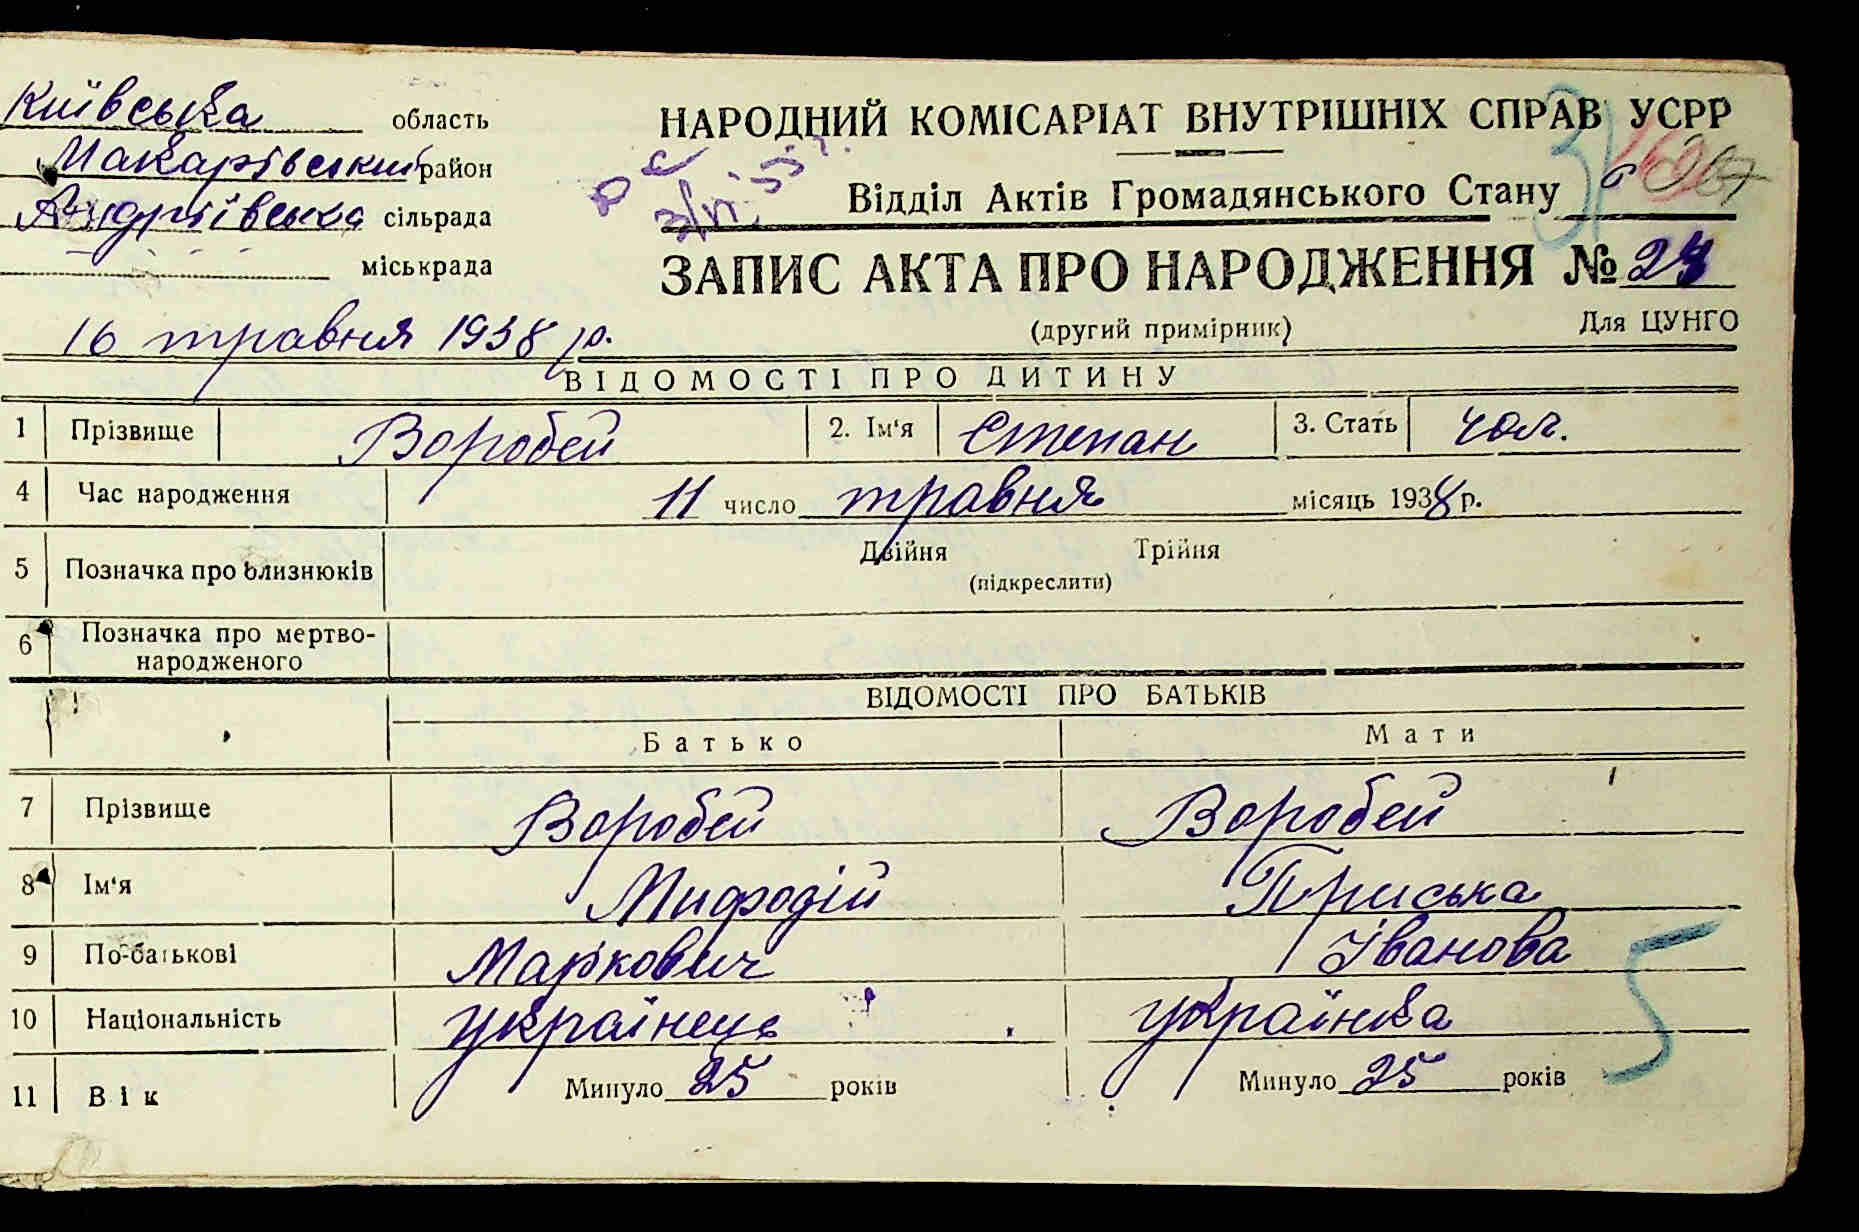 Київська область
Макарівський район
Андріївська сільрада
міськрада
16 травня 1938 р.
НАРОДНИЙ КОМІСАРІАТ ВНУТРІШНІХ СПРАВ УСРР
Відділ Актів Громадянського Стану
ЗАПИС АКТА ПРО НАРОДЖЕННЯ №
(другий примірник) Для ЦУНГО
ВІДОМОСТІ ПРО ДИТИНУ
1 Прізвище Воробей 2. Ім'я Степан 3. Стать чол.
4 Час народження 11 число травня місяць 1938 р.
5 Позначка про близнюків Двійня Трійня
(підкреслити)
6 Позначка про мертво-
народженого
ВІДОМОСТІ ПРО БАТЬКІВ
Батько Мати
7 Прізвище Воробей Воробей
8 Ім'я Мифодій Приська
9 По-батькові Маркович Іванова
10 Національність українець українка
11 Вік Минуло 25 років Минуло 25 років
5